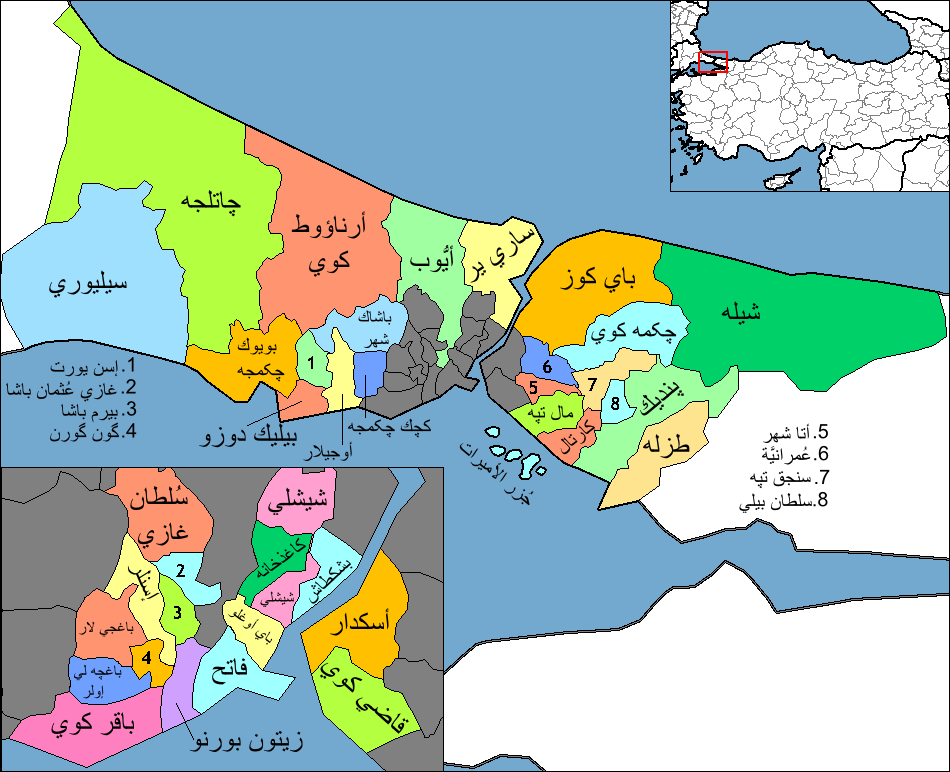 چاتلجه
سيليوري
أرناؤوط
كوي
أيُّوب
ساري ير
باي كوز
شيله
چكمه كوي
باشاك
شهر
بويوك
چكمجه
1
6
5
7
8
پنديك
مال تپه
كارتال
طزله
كچك چكمجه
أوجيلار
بيليك دوزو
جُزر الأميرات
1. إسن يورت
2. غازي عُثمان باشا
3. بيرم باشا
4. گون گورن
5. أتا شهر
6. عُمرانيَّة
7. سنجق تپه
8. سلطان بيلي
سُلطان
غازي
شيشلي
كاغدخانه
بشكطاش
شيشلي
إسنلر
2
3
باغجي لار
باي أوغلو
أسكدار
4
باغچه لي
إولر
فاتح
قاضي كوي
باقر كوي
زيتون بورنو